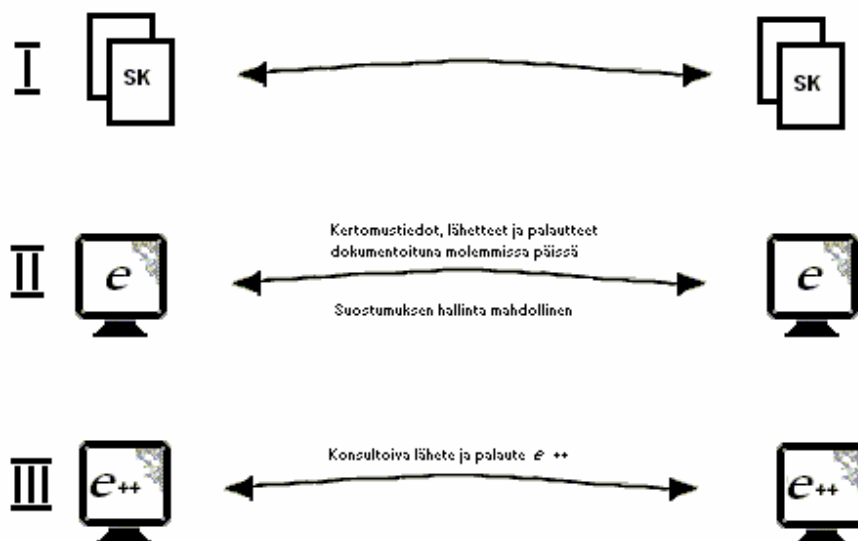 I
SK
SK
II
e
Kertomustiedot, lähetteet ja palautteet
dokumentoituna molemmissa päissä
Suostumuksen hallinta mahdollinen
e
III
e++
Konsultoiva lähete ja palaute e ++
e++